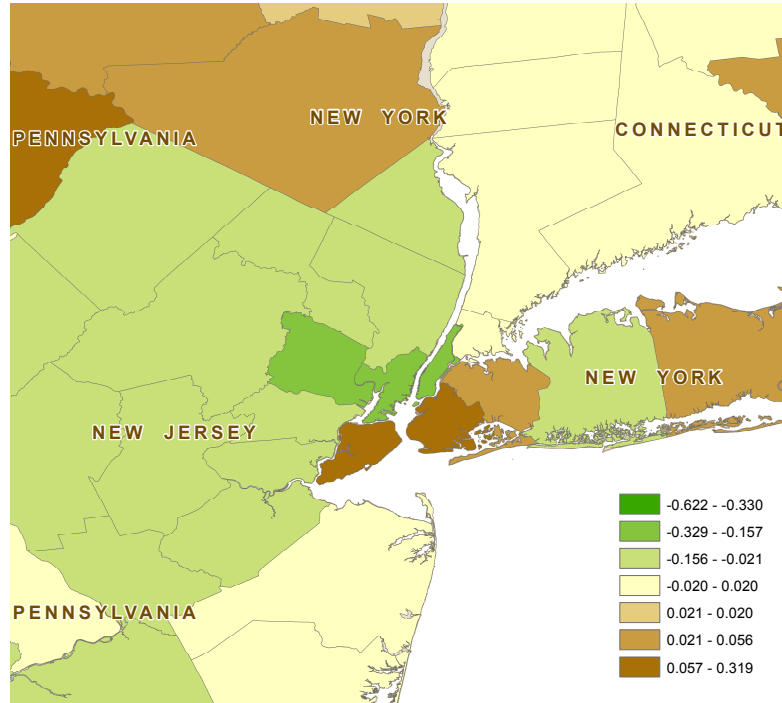 NEW YORK
PENNSYLVANIA
CONNECTICUT
NEW YORK
NEW JERSEY
PENNSYLVANIA
-0.622 - -0.330
-0.329 - -0.157
-0.156 - -0.021
-0.020 - 0.020
0.021 - 0.020
0.021 - 0.056
0.057 - 0.319